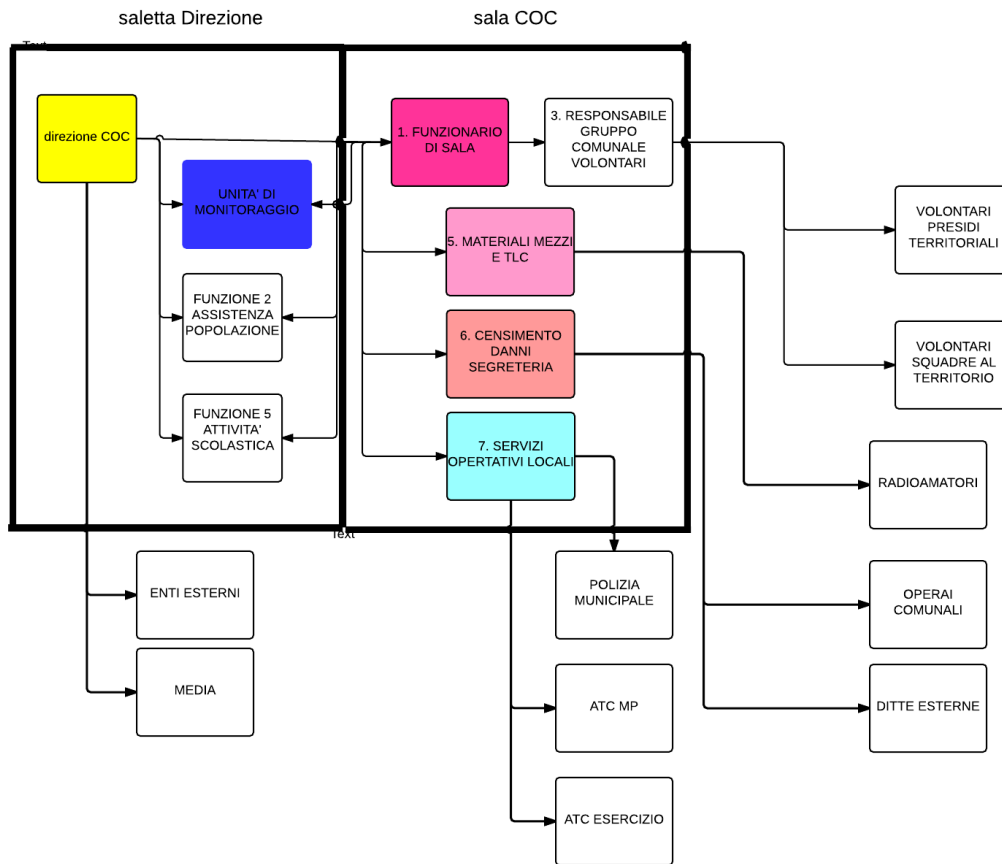 saletta Direzione
sala COC
Text
direzione COC
1. FUNZIONARIO
DI SALA
3. RESPONSABILE
GRUPPO
COMUNALE
VOLONTARI
UNITA' DI
MONITORAGGIO
VOLONTARI
PRESIDI
TERRITORIALI
5. MATERIALI MEZZI
E TLC
FUNZIONE 2
ASSISTENZA
POPOLAZIONE
6. CENSIMENTO
DANNI
SEGRETERIA
VOLONTARI
SQUADRE AL
TERRITORIO
FUNZIONE 5
ATTIVITA'
SCOLASTICA
7. SERVIZI
OPERTATIVI LOCALI
RADIOAMATORI
Text
ENTI ESTERNI
POLIZIA
MUNICIPALE
OPERAI
COMUNALI
MEDIA
ATC MP
DITTE ESTERNE
ATC ESERCIZIO